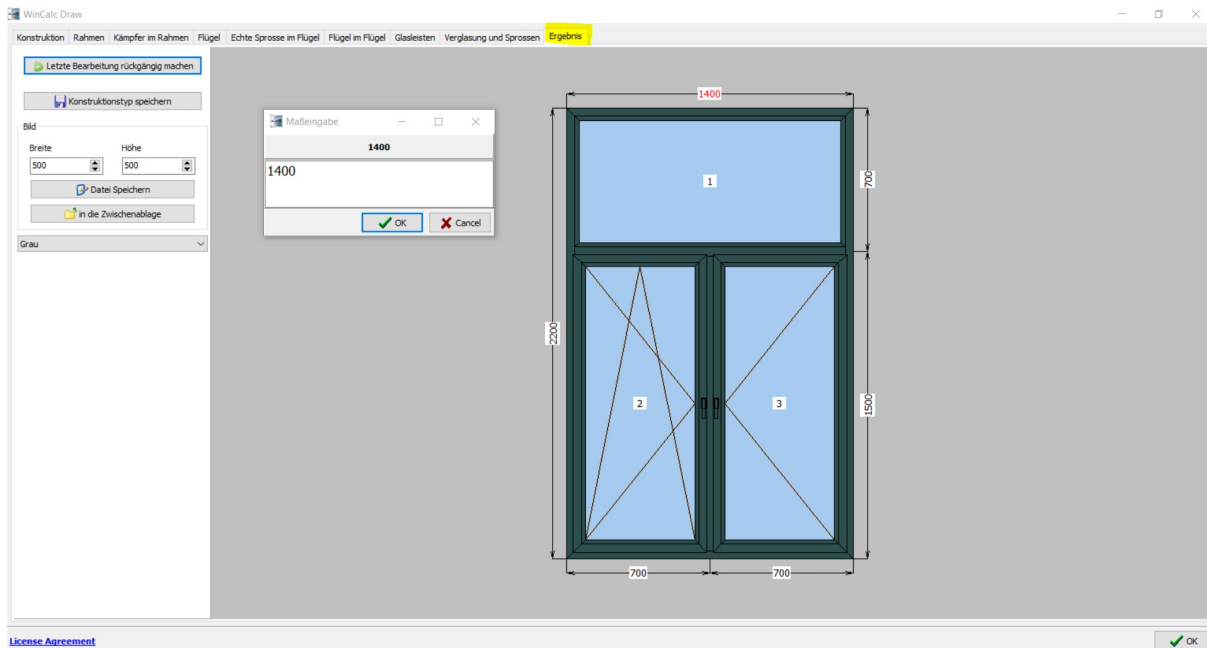 WinCalc Draw
Konstruktion Rahmen Kämpfer im Rahmen Flügel Echte Sprosse im Flügel Flügel im Flügel Glasleisten Verglasung und Sprossen Ergebnis
Letzte Bearbeitung rückgängig machen
Konstruktionstyp speichern
Bild
Breite Höhe
500 500
Datei Speichern
in die Zwischenablage
Grau
Maßeingabe
1400
1400
OK Cancel
1400
700
1
2200
1500
2 3
700 700
License Agreement
OK